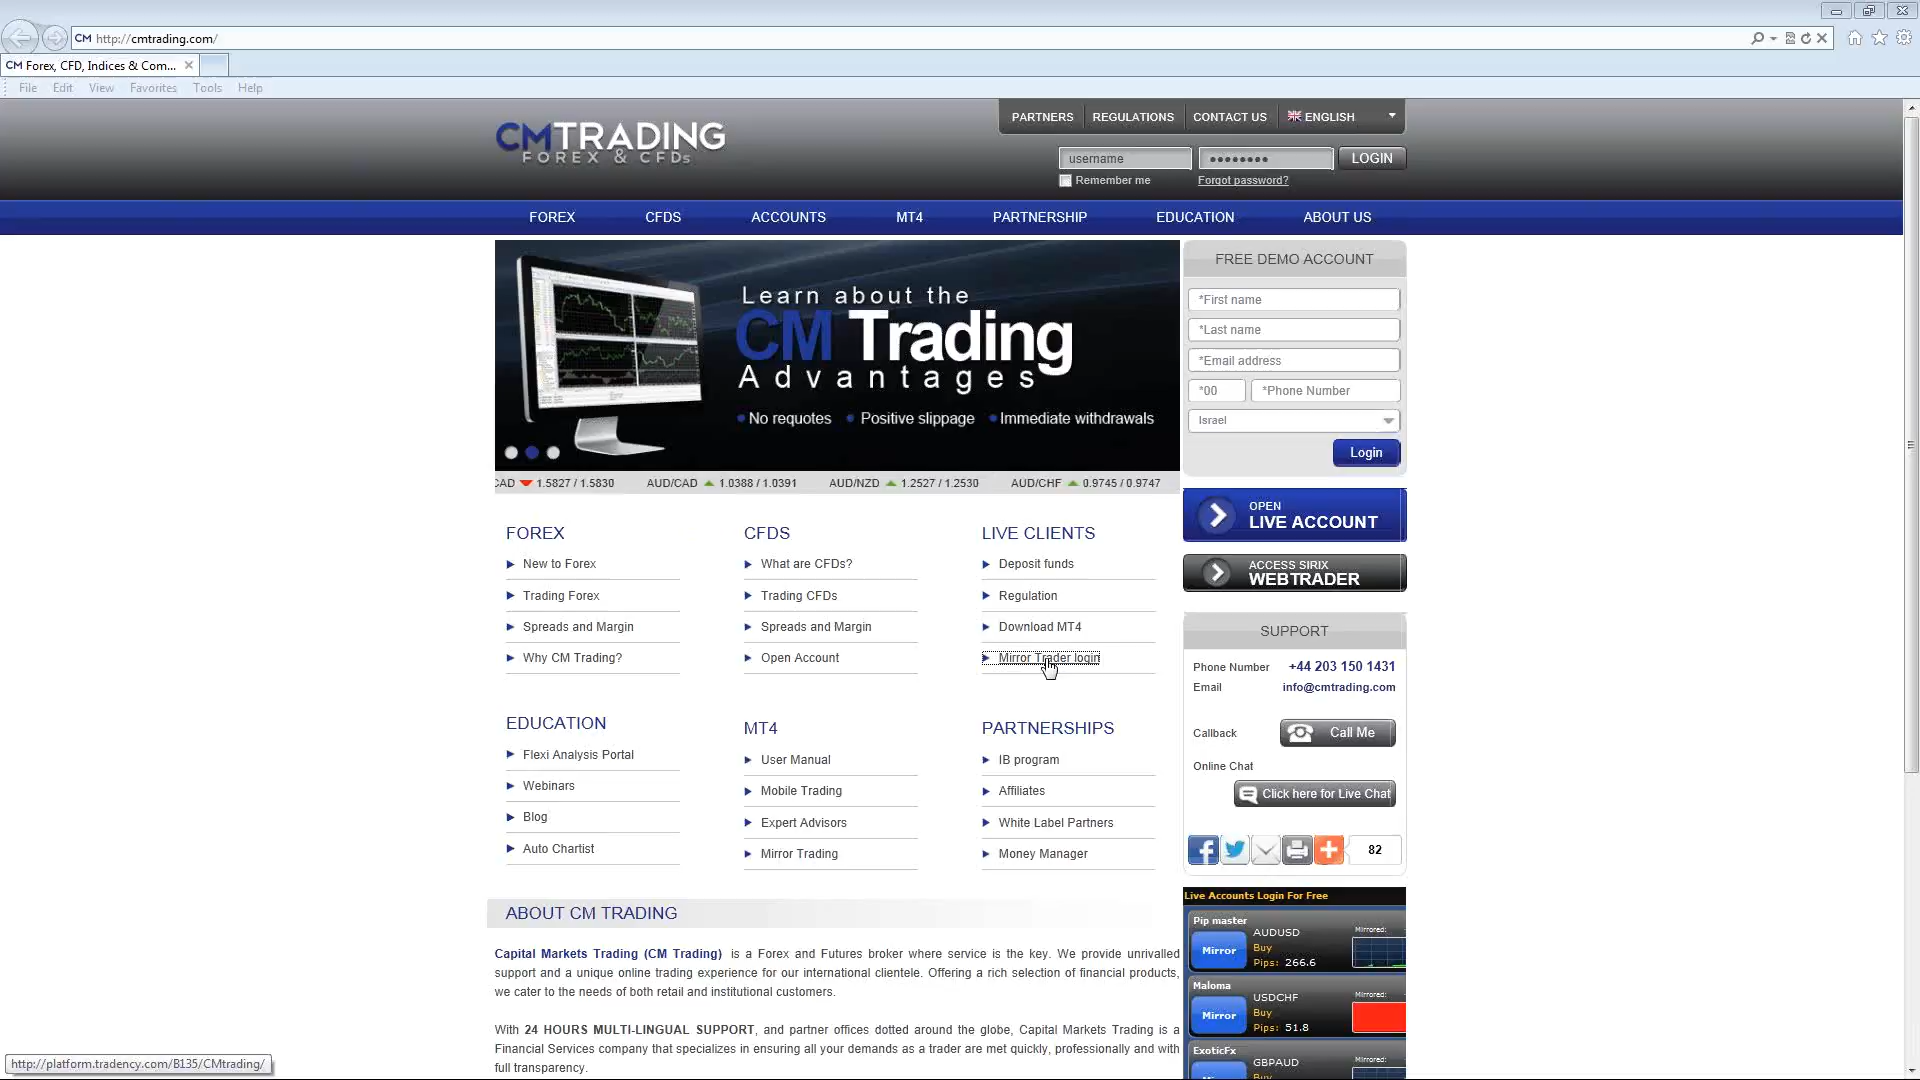 CM http://cmtrading.com/
CM Forex, CFD, Indices & Com...
File Edit View Favorites Tools Help
PARTNERS REGULATIONS CONTACT US ENGLISH
CMTRADING
FOREX & CFDs
username ●●●●●●●● LOGIN
Remember me Forgot password?
FOREX CFDS ACCOUNTS MT4 PARTNERSHIP EDUCATION ABOUT US
Learn about the
CM Trading
Advantages
No requotes Positive slippage Immediate withdrawals
CAD 1.5827 / 1.5830 AUD/CAD 1.0388 / 1.0391 AUD/NZD 1.2527 / 1.2530 AUD/CHF 0.9745 / 0.9747
FREE DEMO ACCOUNT
*First name
*Last name
*Email address
*00 *Phone Number
Israel
Login
OPEN
LIVE ACCOUNT
ACCESS SIRIX
WEBTRADER
FOREX
New to Forex
Trading Forex
Spreads and Margin
Why CM Trading?
CFDS
What are CFDs?
Trading CFDs
Spreads and Margin
Open Account
LIVE CLIENTS
Deposit funds
Regulation
Download MT4
Mirror Trader login
EDUCATION
Flexi Analysis Portal
Webinars
Blog
Auto Chartist
MT4
User Manual
Mobile Trading
Expert Advisors
Mirror Trading
PARTNERSHIPS
IB program
Affiliates
White Label Partners
Money Manager
SUPPORT
Phone Number +44 203 150 1431
Email info@cmtrading.com
Callback Call Me
Online Chat
Click here for Live Chat
82
Live Accounts Login For Free
Pip master
Mirror
AUDUSD
Buy
Pips: 266.6
Mirrored:
Maloma
Mirror
USDCHF
Buy
Pips: 51.8
Mirrored:
ExoticFx
GBPAUD
Mirrored:
ABOUT CM TRADING
Capital Markets Trading (CM Trading) is a Forex and Futures broker where service is the key. We provide unrivalled
support and a unique online trading experience for our international clientele. Offering a rich selection of financial products,
we cater to the needs of both retail and institutional customers.
With 24 HOURS MULTI-LINGUAL SUPPORT, and partner offices dotted around the globe, Capital Markets Trading is a
Financial Services company that specializes in ensuring all your demands as a trader are met quickly, professionally and with
full transparency.
http://platform.tradency.com/B135/CMtrading/